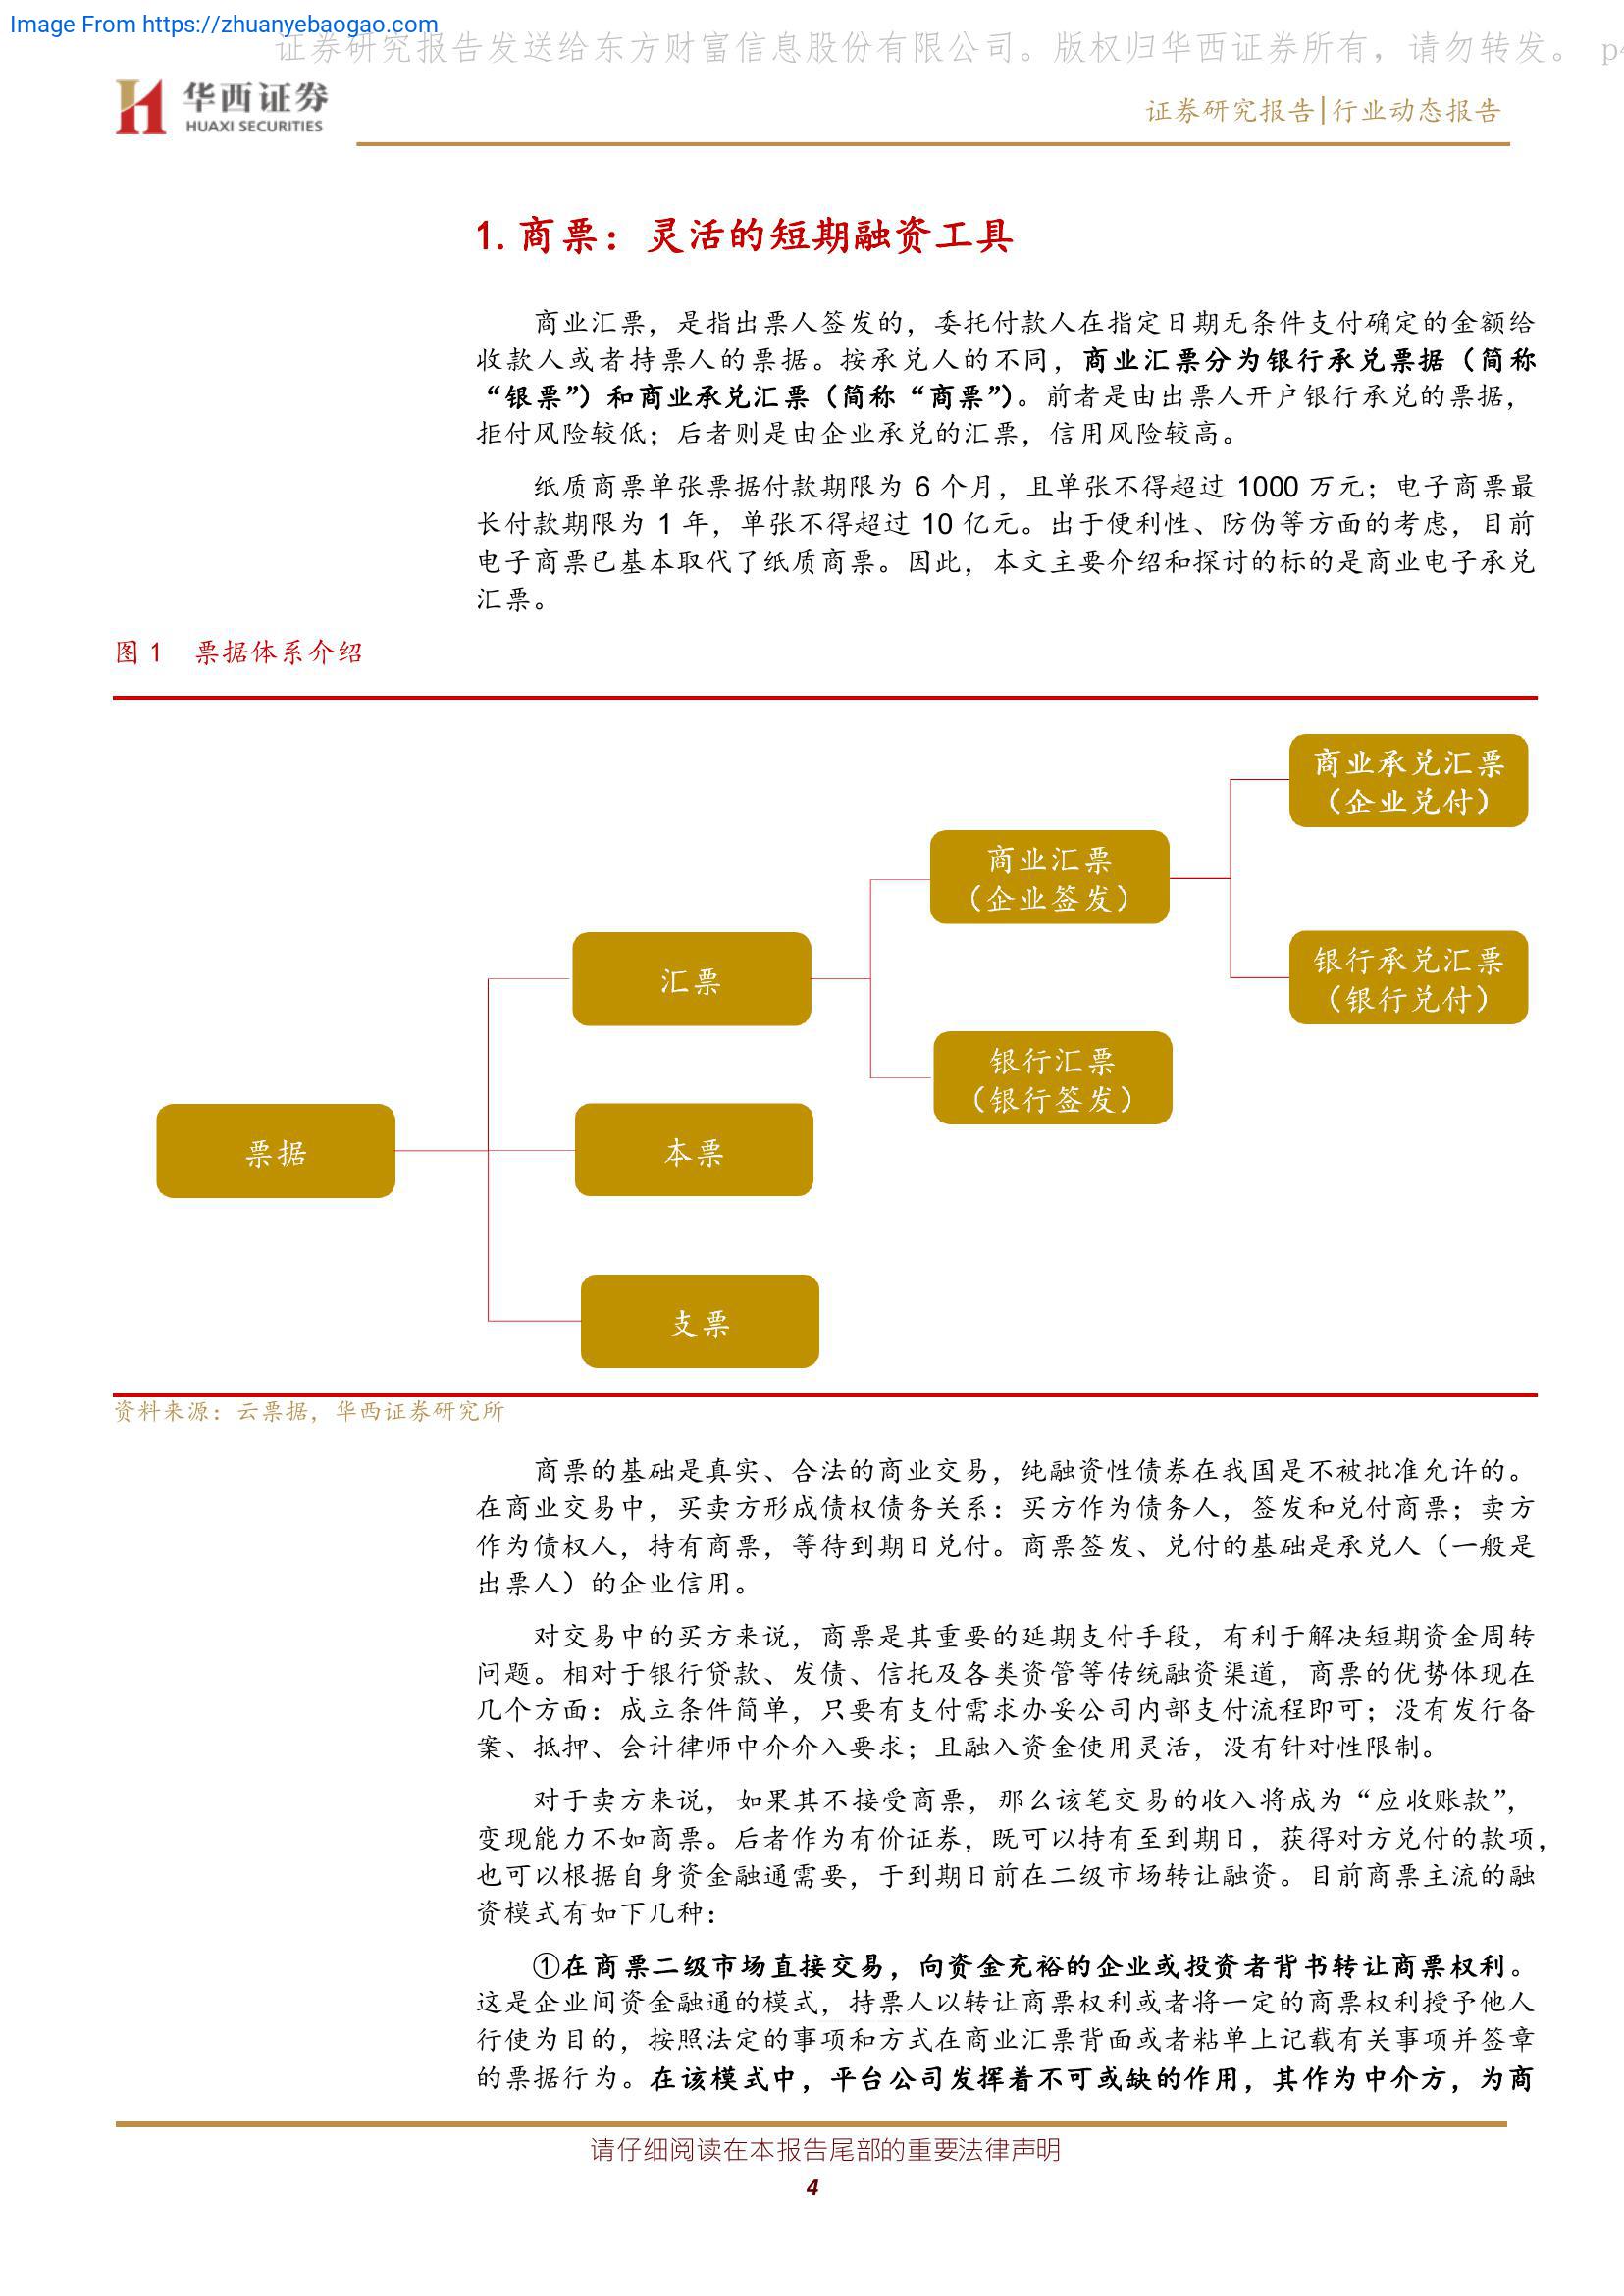 Image From https://zhuanyebaogao.com
证券研究报告发送给东方财富信息股份有限公司。版权归华西证券所有，请勿转发。 p4
华西证券
HUAXI SECURITIES
证券研究报告|行业动态报告
1. 商票：灵活的短期融资工具
商业汇票，是指出票人签发的，委托付款人在指定日期无条件支付确定的金额给
收款人或者持票人的票据。按承兑人的不同，商业汇票分为银行承兑票据（简称
“银票”）和商业承兑汇票（简称“商票”）。前者是由出票人开户银行承兑的票据，
拒付风险较低；后者则是由企业承兑的汇票，信用风险较高。
纸质商票单张票据付款期限为 6 个月，且单张不得超过 1000 万元；电子商票最
长付款期限为 1 年，单张不得超过 10 亿元。出于便利性、防伪等方面的考虑，目前
电子商票已基本取代了纸质商票。因此，本文主要介绍和探讨的标的是商业电子承兑
汇票。
图 1 票据体系介绍
商业承兑汇票
（企业兑付）
商业汇票
（企业签发）
银行承兑汇票
（银行兑付）
汇票
银行汇票
（银行签发）
票据
本票
支票
资料来源：云票据，华西证券研究所
商票的基础是真实、合法的商业交易，纯融资性债券在我国是不被批准允许的。
在商业交易中，买卖方形成债权债务关系：买方作为债务人，签发和兑付商票；卖方
作为债权人，持有商票，等待到期日兑付。商票签发、兑付的基础是承兑人（一般是
出票人）的企业信用。
对交易中的买方来说，商票是其重要的延期支付手段，有利于解决短期资金周转
问题。相对于银行贷款、发债、信托及各类资管等传统融资渠道，商票的优势体现在
几个方面：成立条件简单，只要有支付需求办妥公司内部支付流程即可；没有发行备
案、抵押、会计律师中介介入要求；且融入资金使用灵活，没有针对性限制。
对于卖方来说，如果其不接受商票，那么该笔交易的收入将成为“应收账款”，
变现能力不如商票。后者作为有价证券，既可以持有至到期日，获得对方兑付的款项，
也可以根据自身资金融通需要，于到期日前在二级市场转让融资。目前商票主流的融
资模式有如下几种：
①在商票二级市场直接交易，向资金充裕的企业或投资者背书转让商票权利。
这是企业间资金融通的模式，持票人以转让商票权利或者将一定的商票权利授予他人
行使为目的，按照法定的事项和方式在商业汇票背面或者粘单上记载有关事项并签章
的票据行为。在该模式中，平台公司发挥着不可或缺的作用，其作为中介方，为商
请仔细阅读在本报告尾部的重要法律声明
4